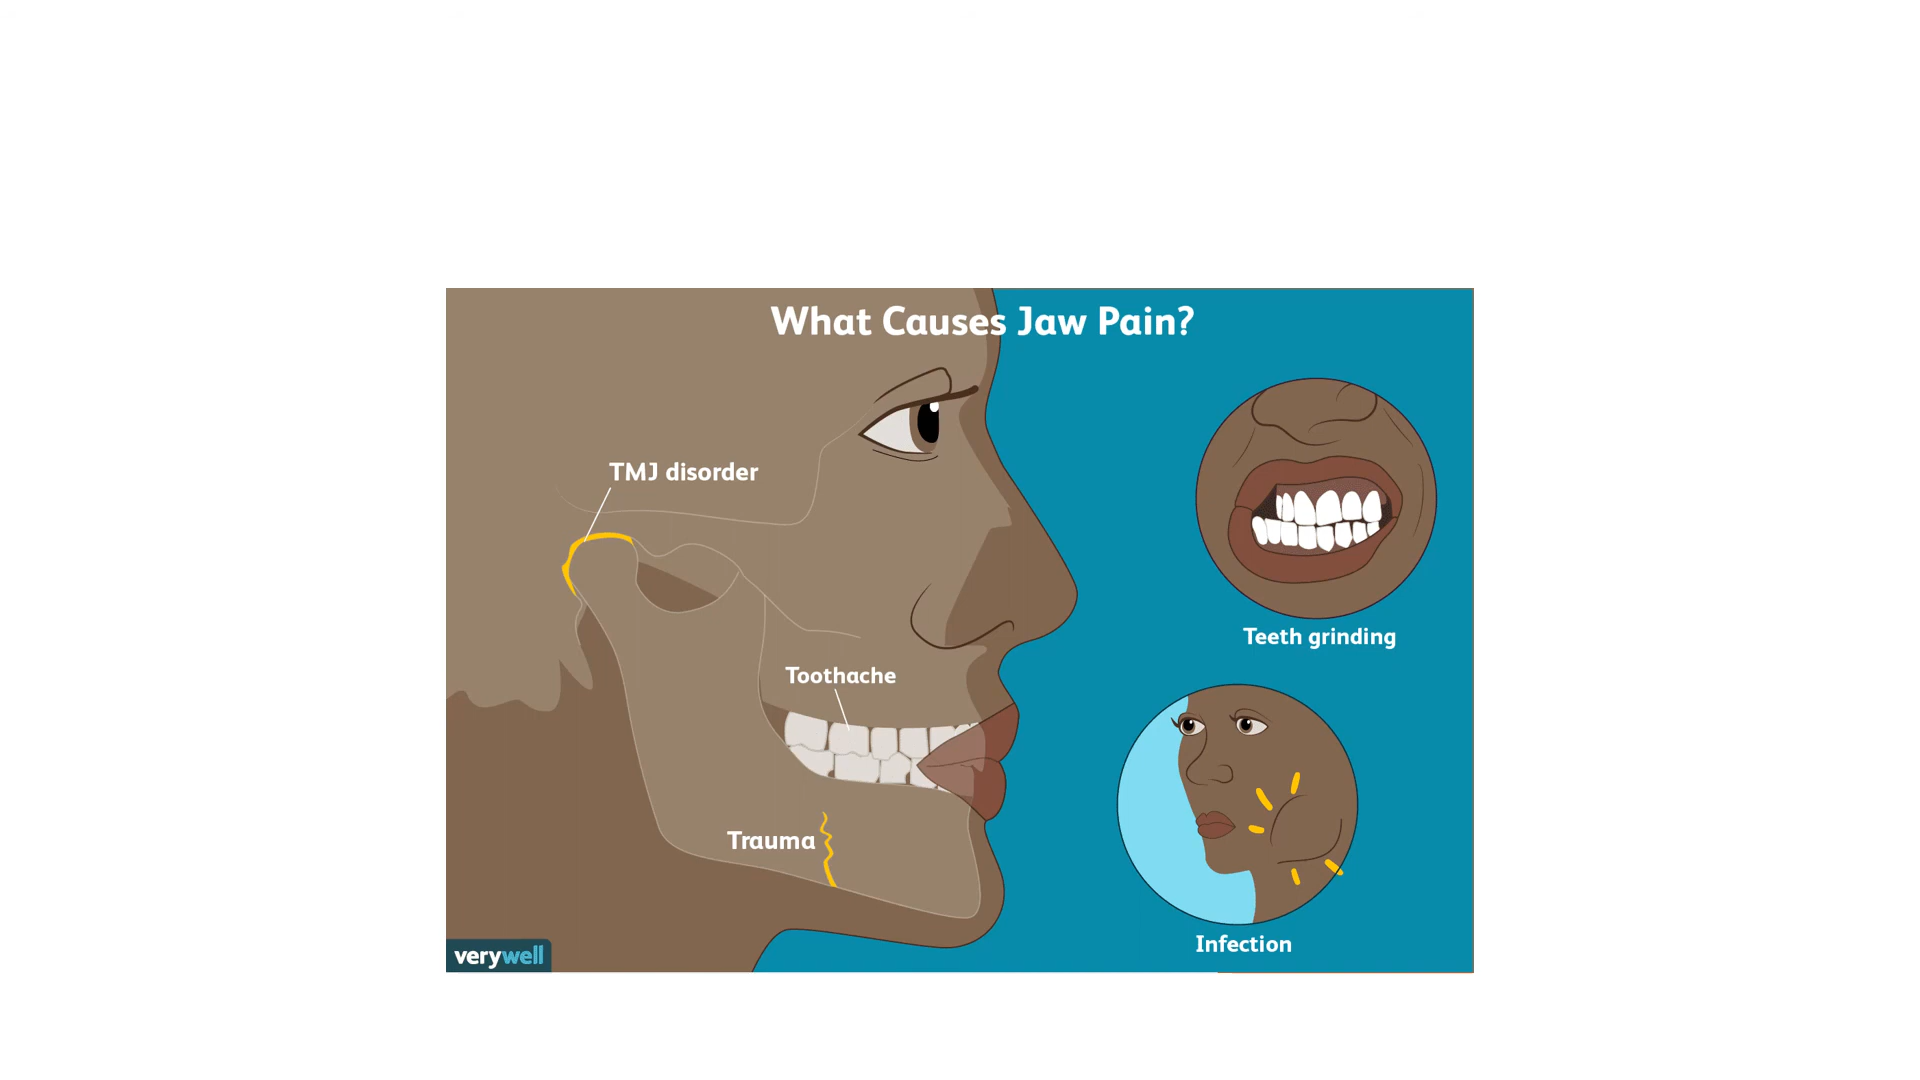 What Causes Jaw Pain?
TMJ disorder
Toothache
Teeth grinding
Trauma
Infection
verywell